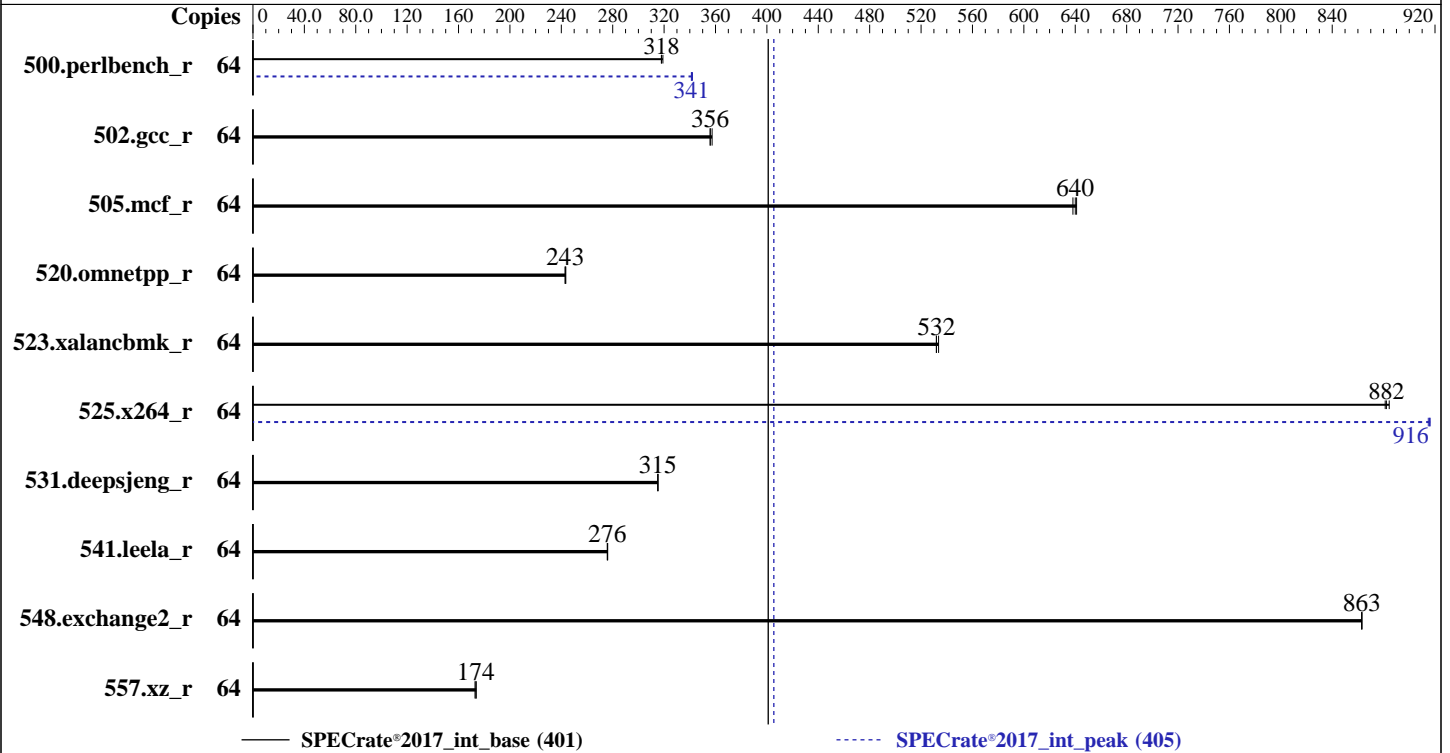 Copies 0 40.0 80.0 120 160 200 240 280 320 360 400 440 480 520 560 600 640 680 720 760 800 840 920
318
500.perlbench_r 64
341
356
502.gcc_r 64
640
505.mcf_r 64
243
520.omnetpp_r 64
532
523.xalancbmk_r 64
882
525.x264_r 64
916
315
531.deepsjeng_r 64
276
541.leela_r 64
863
548.exchange2_r 64
174
557.xz_r 64
SPECrate®2017_int_base (401) SPECrate®2017_int_peak (405)